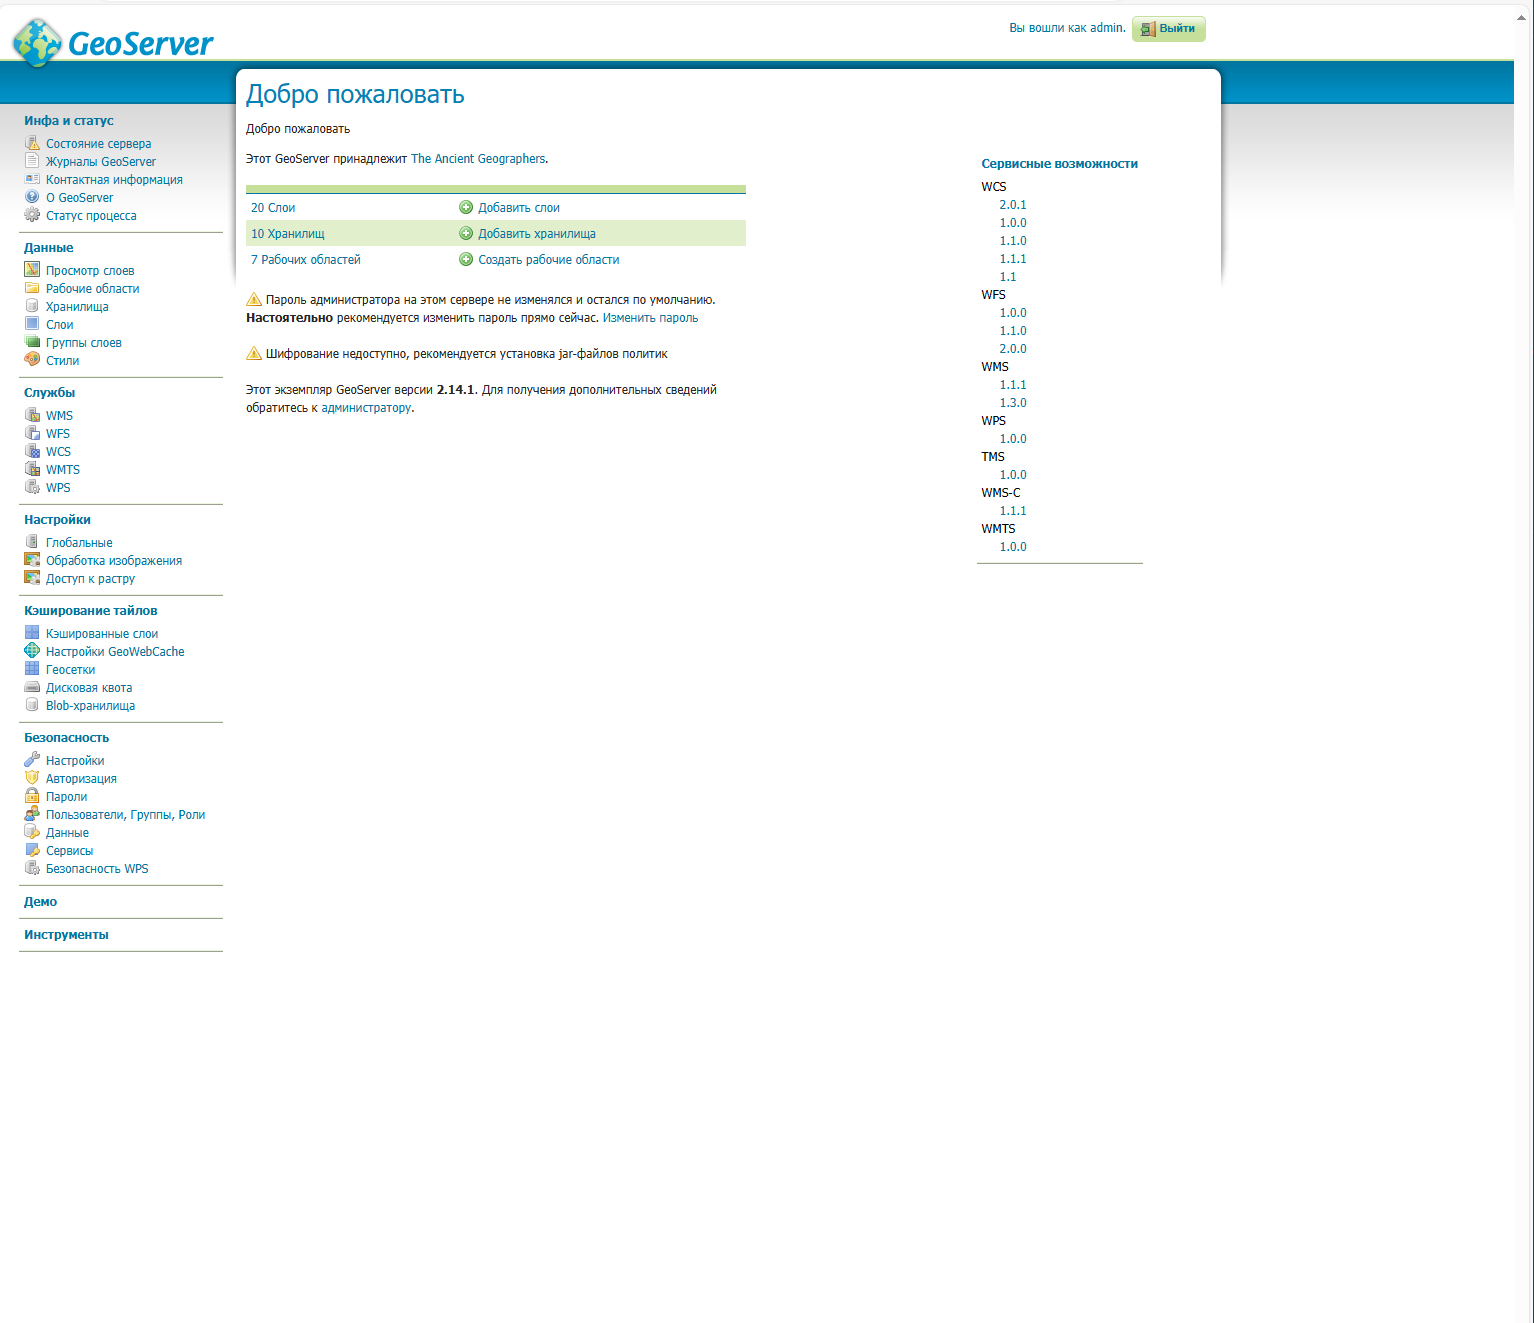 GeoServer
Вы вошли как admin.
Выйти
Инфа и статус
Состояние сервера
Журналы GeoServer
Контактная информация
О GeoServer
Статус процесса
Данные
Просмотр слоев
Рабочие области
Хранилища
Слои
Группы слоев
Стили
Службы
WMS
WFS
WCS
WMTS
WPS
Настройки
Глобальные
Обработка изображения
Доступ к растру
Кэширование тайлов
Кэшированные слои
Настройки GeoWebCache
Геосетки
Дисковая квота
Blob-хранилища
Безопасность
Настройки
Авторизация
Пароли
Пользователи, Группы, Роли
Данные
Сервисы
Безопасность WPS
Демо
Инструменты
Добро пожаловать
Добро пожаловать
Этот GeoServer принадлежит The Ancient Geographers.
20 Слои Добавить слои
10 Хранилищ Добавить хранилища
7 Рабочих областей Создать рабочие области
Пароль администратора на этом сервере не изменялся и остался по умолчанию.
Настоятельно рекомендуется изменить пароль прямо сейчас. Изменить пароль
Шифрование недоступно, рекомендуется установка jar-файлов политик
Этот экземпляр GeoServer версии 2.14.1. Для получения дополнительных сведений
обратитесь к администратору.
Сервисные возможности
WCS
2.0.1
1.0.0
1.1.0
1.1.1
1.1
WFS
1.0.0
1.1.0
2.0.0
WMS
1.1.1
1.3.0
WPS
1.0.0
TMS
1.0.0
WMS-C
1.1.1
WMTS
1.0.0